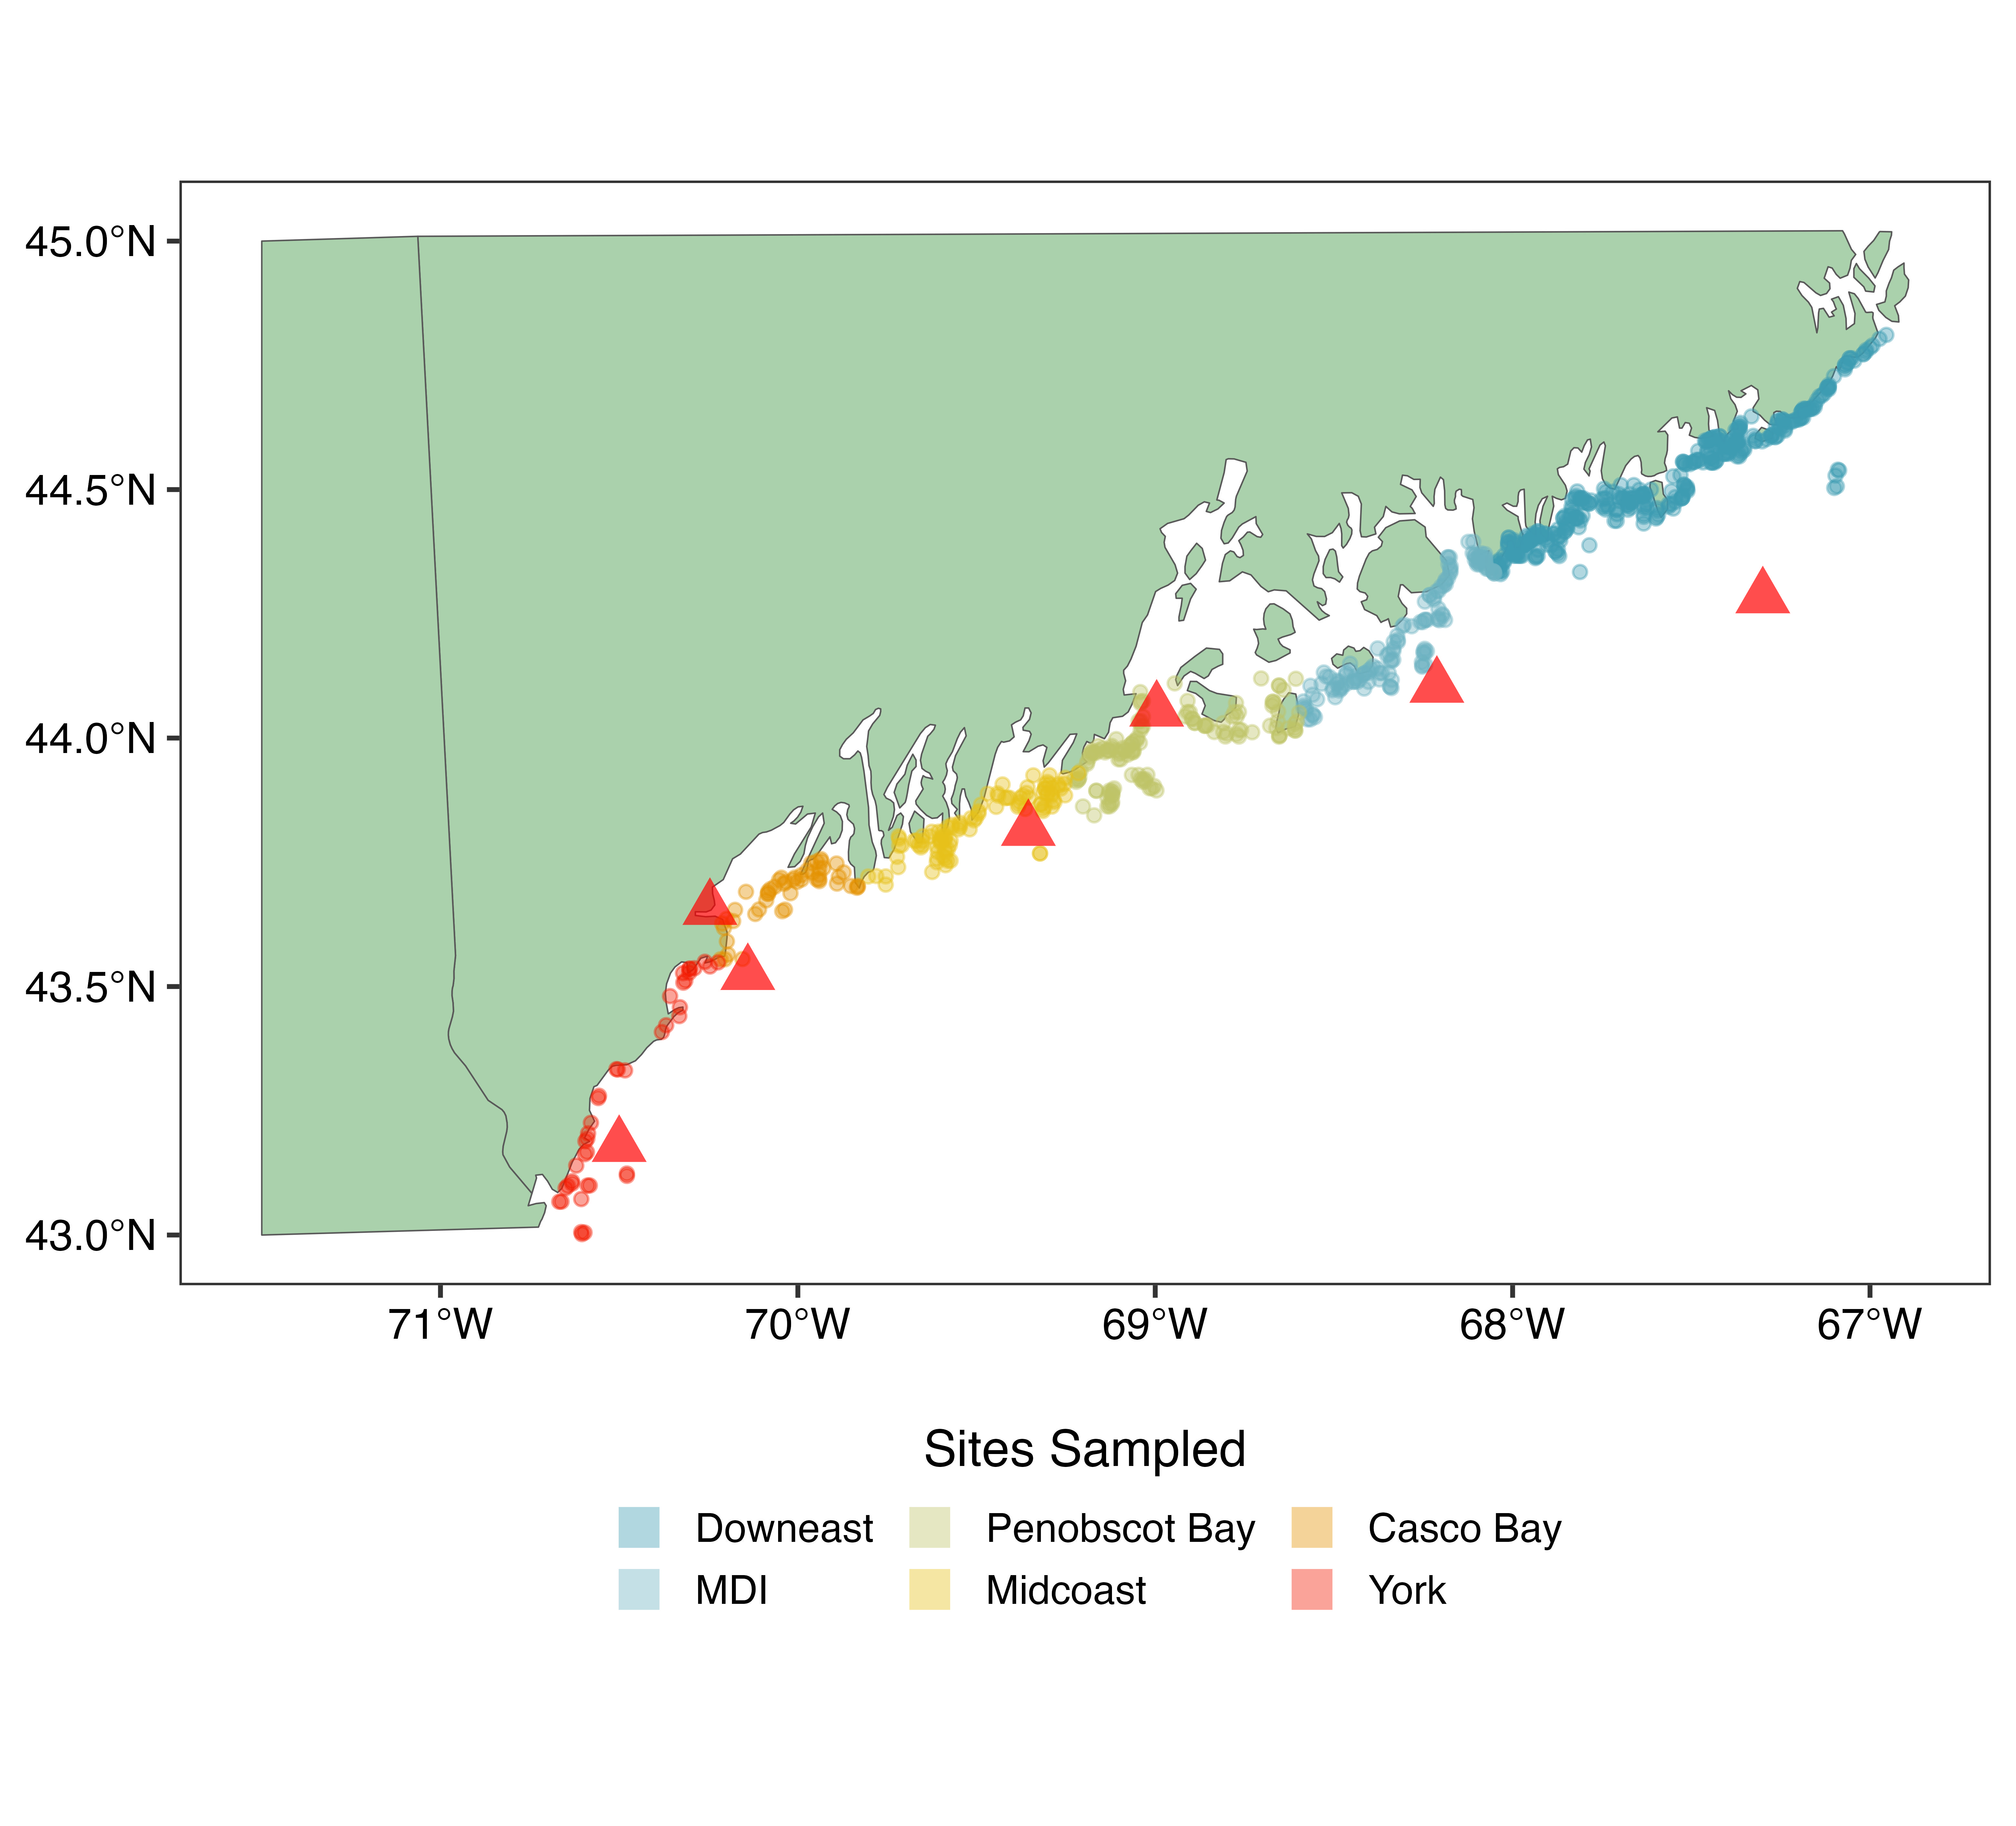 45.0°N
44.5°N
44.0°N
43.5°N
43.0°N
71°W 70°W 69°W 68°W 67°W
Sites Sampled
Downeast Penobscot Bay Casco Bay
MDI Midcoast York